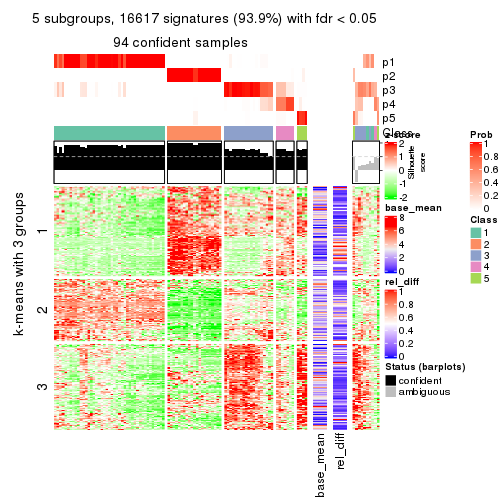 5 subgroups, 16617 signatures (93.9%) with fdr < 0.05
94 confident samples
p1
p2
p3
p4
p5
Class
Silhouette
score
k-means with 3 groups
1
2
3
base_mean
rel_diff
z-score
2
1
0
-1
-2
base_mean
8
6
4
2
0
rel_diff
1
0.8
0.6
0.4
0.2
0
Status (barplots)
confident
ambiguous
Prob
1
0.8
0.6
0.4
0.2
0
Class
1
2
3
4
5